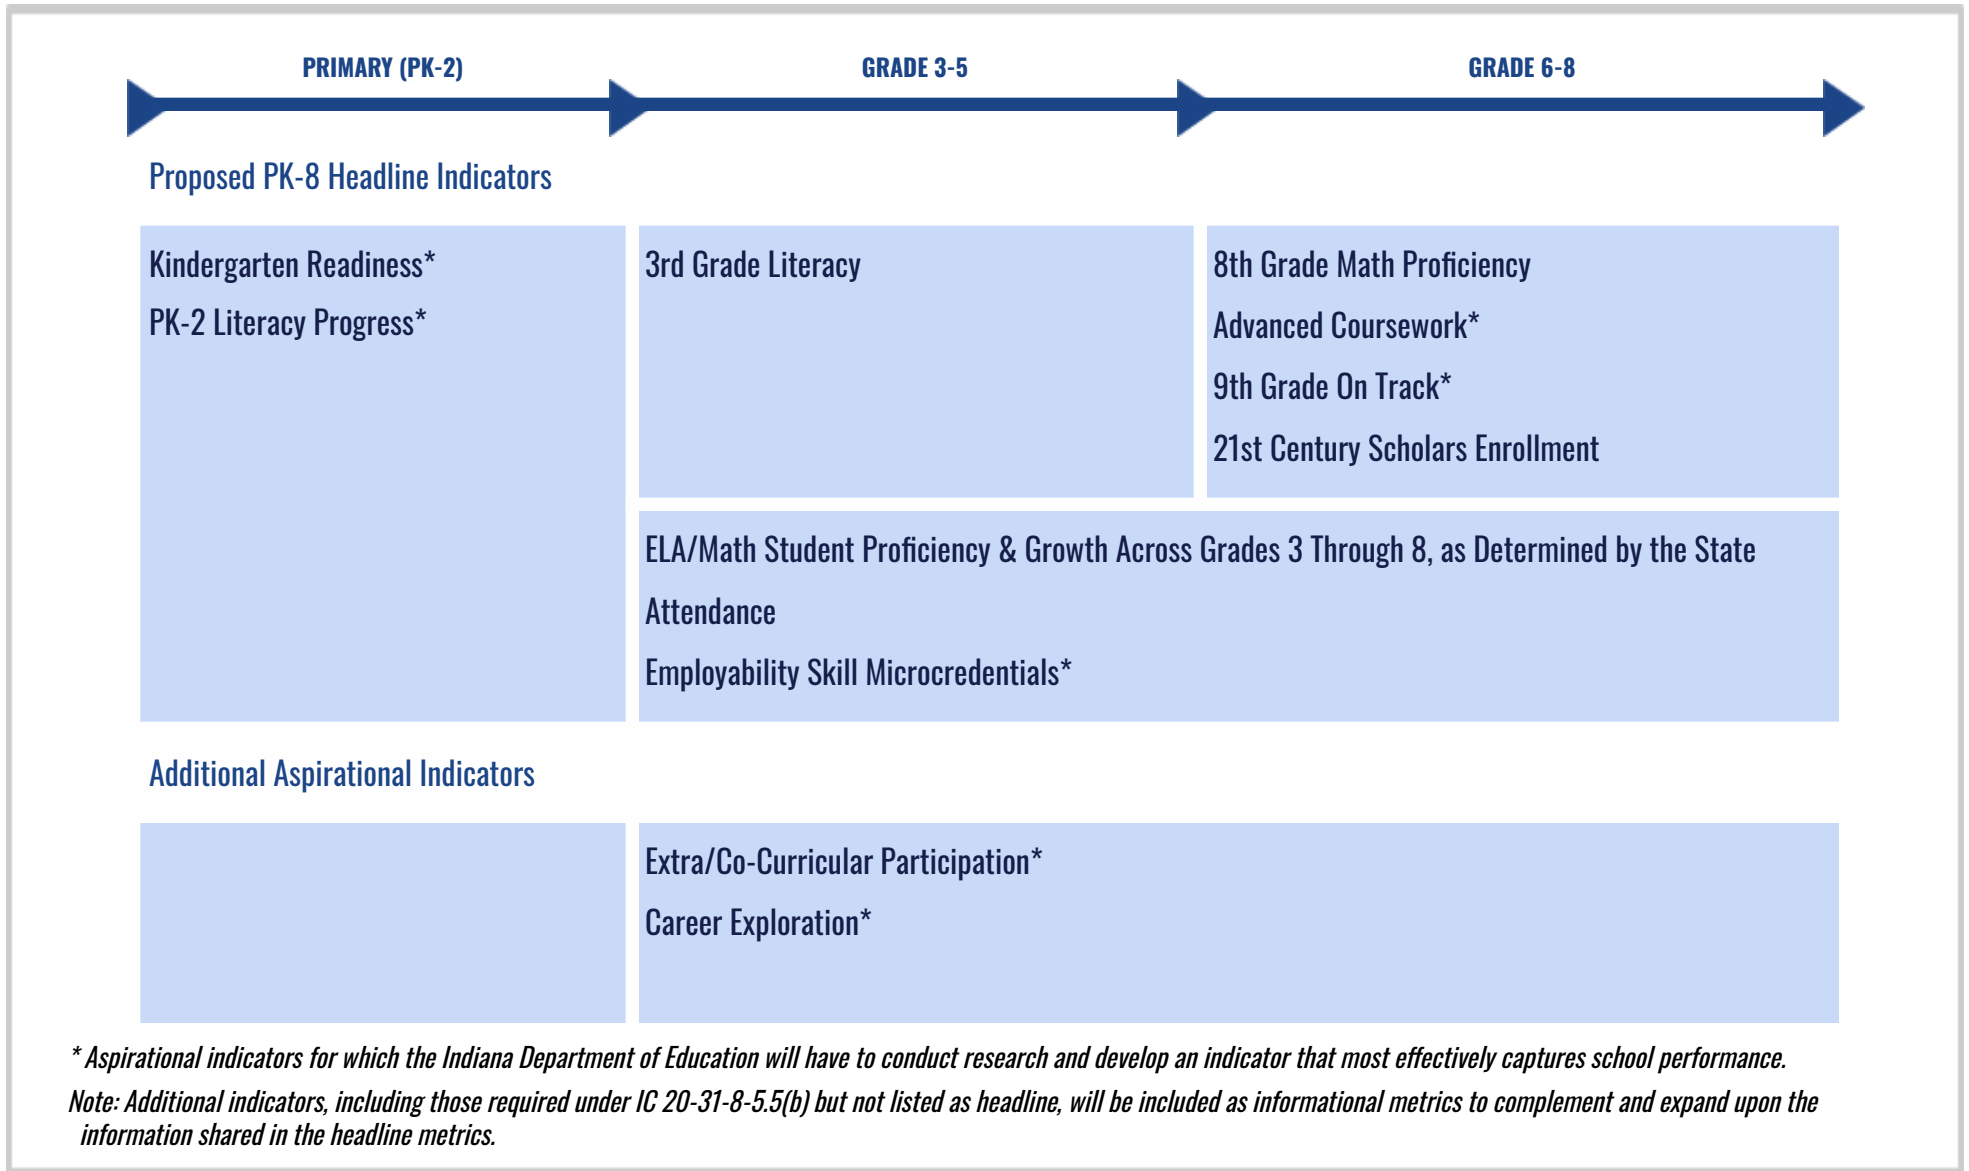 PRIMARY (PK-2)
GRADE 3-5
GRADE 6-8
Proposed PK-8 Headline Indicators
Kindergarten Readiness*
PK-2 Literacy Progress*
3rd Grade Literacy
8th Grade Math Proficiency
Advanced Coursework*
9th Grade On Track*
21st Century Scholars Enrollment
ELA/Math Student Proficiency & Growth Across Grades 3 Through 8, as Determined by the State
Attendance
Employability Skill Microcredentials*
Additional Aspirational Indicators
Extra/Co-Curricular Participation*
Career Exploration*
* Aspirational indicators for which the Indiana Department of Education will have to conduct research and develop an indicator that most effectively captures school performance.
Note: Additional indicators, including those required under IC 20-31-8-5.5(b) but not listed as headline, will be included as informational metrics to complement and expand upon the
information shared in the headline metrics.